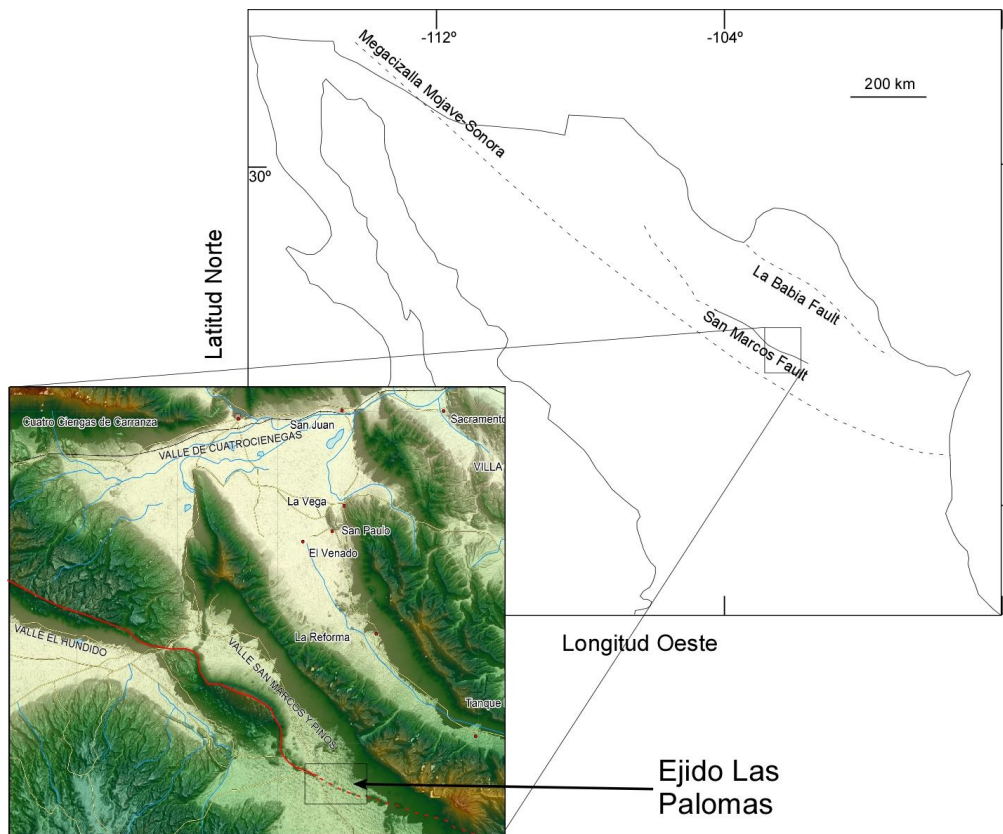 -112º
-104º
Megacizalla Mojave-Sonora
200 km
30º
Latitud Norte
La Babia Fault
San Marcos Fault
Cuatro Ciengas de Carranza
San Juan
Sacramento
VALLE DE CUATROCIENEGAS
VILLA
La Vega
San Paulo
El Venado
VALLE EL HUNDIDO
La Reforma
VALLE SAN MARCOS Y PINOS
Tanque
Longitud Oeste
Ejido Las
Palomas